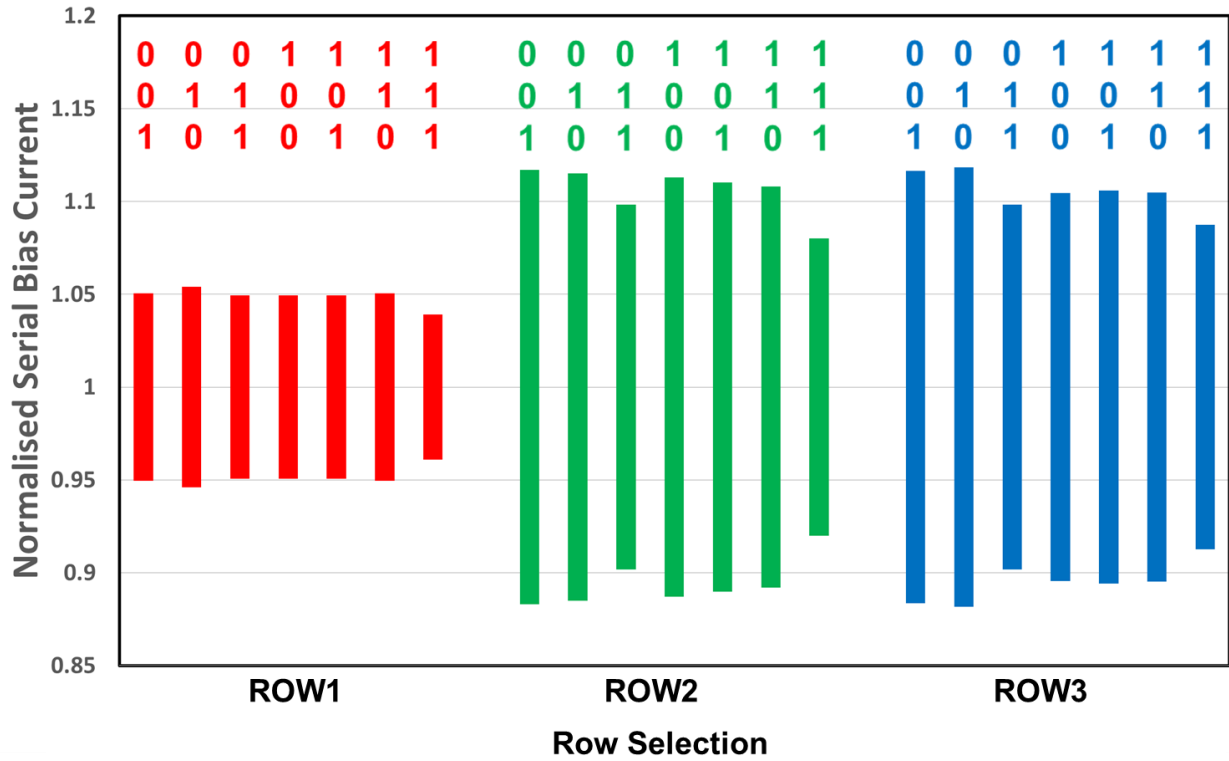 1.2
0 0 0 1 1 1 1 0 0 0 1 1 1 1 0 0 0 1 1 1 1
0 1 1 0 0 1 1 0 1 1 0 0 1 1 0 1 1 0 0 1 1
1.15
1 0 1 0 1 0 1 1 0 1 0 1 0 1 1 0 1 0 1 0 1
1.1
1.05
1
0.95
0.9
0.85
Normalised Serial Bias Current
ROW1 ROW2 ROW3
Row Selection